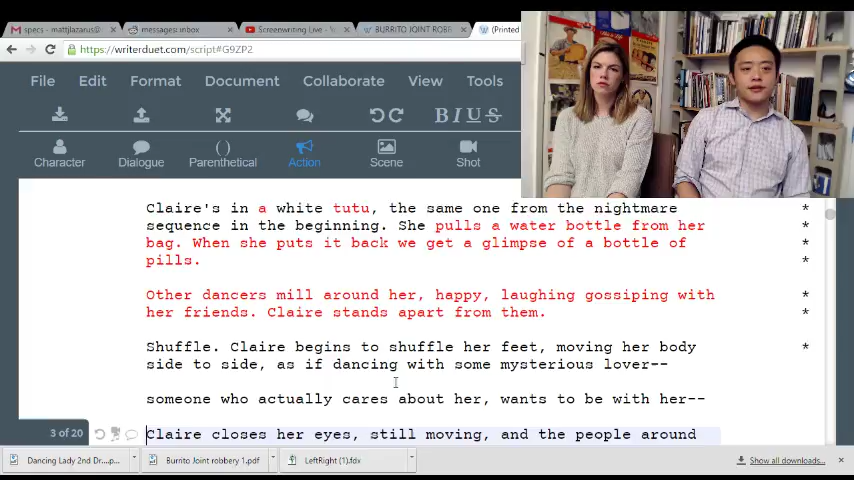 specs - mattjlazarus@
messages: inbox
Screenwriting Live - Yo
BURRITO JOINT ROBB
(Printed
https://writerduet.com/script#G9ZP2
File Edit Format Document Collaborate View Tools
B I U S
Character Dialogue Parenthetical Action Scene Shot
Claire's in a white tutu, the same one from the nightmare *
sequence in the beginning. She pulls a water bottle from her *
bag. When she puts it back we get a glimpse of a bottle of *
pills. *
Other dancers mill around her, happy, laughing gossiping with *
her friends. Claire stands apart from them. *
Shuffle. Claire begins to shuffle her feet, moving her body *
side to side, as if dancing with some mysterious lover--
someone who actually cares about her, wants to be with her--
3 of 20
Claire closes her eyes, still moving, and the people around
Dancing Lady 2nd Dr....p...
Burrito Joint robbery 1.pdf
LeftRight (1).fdx
Show all downloads...